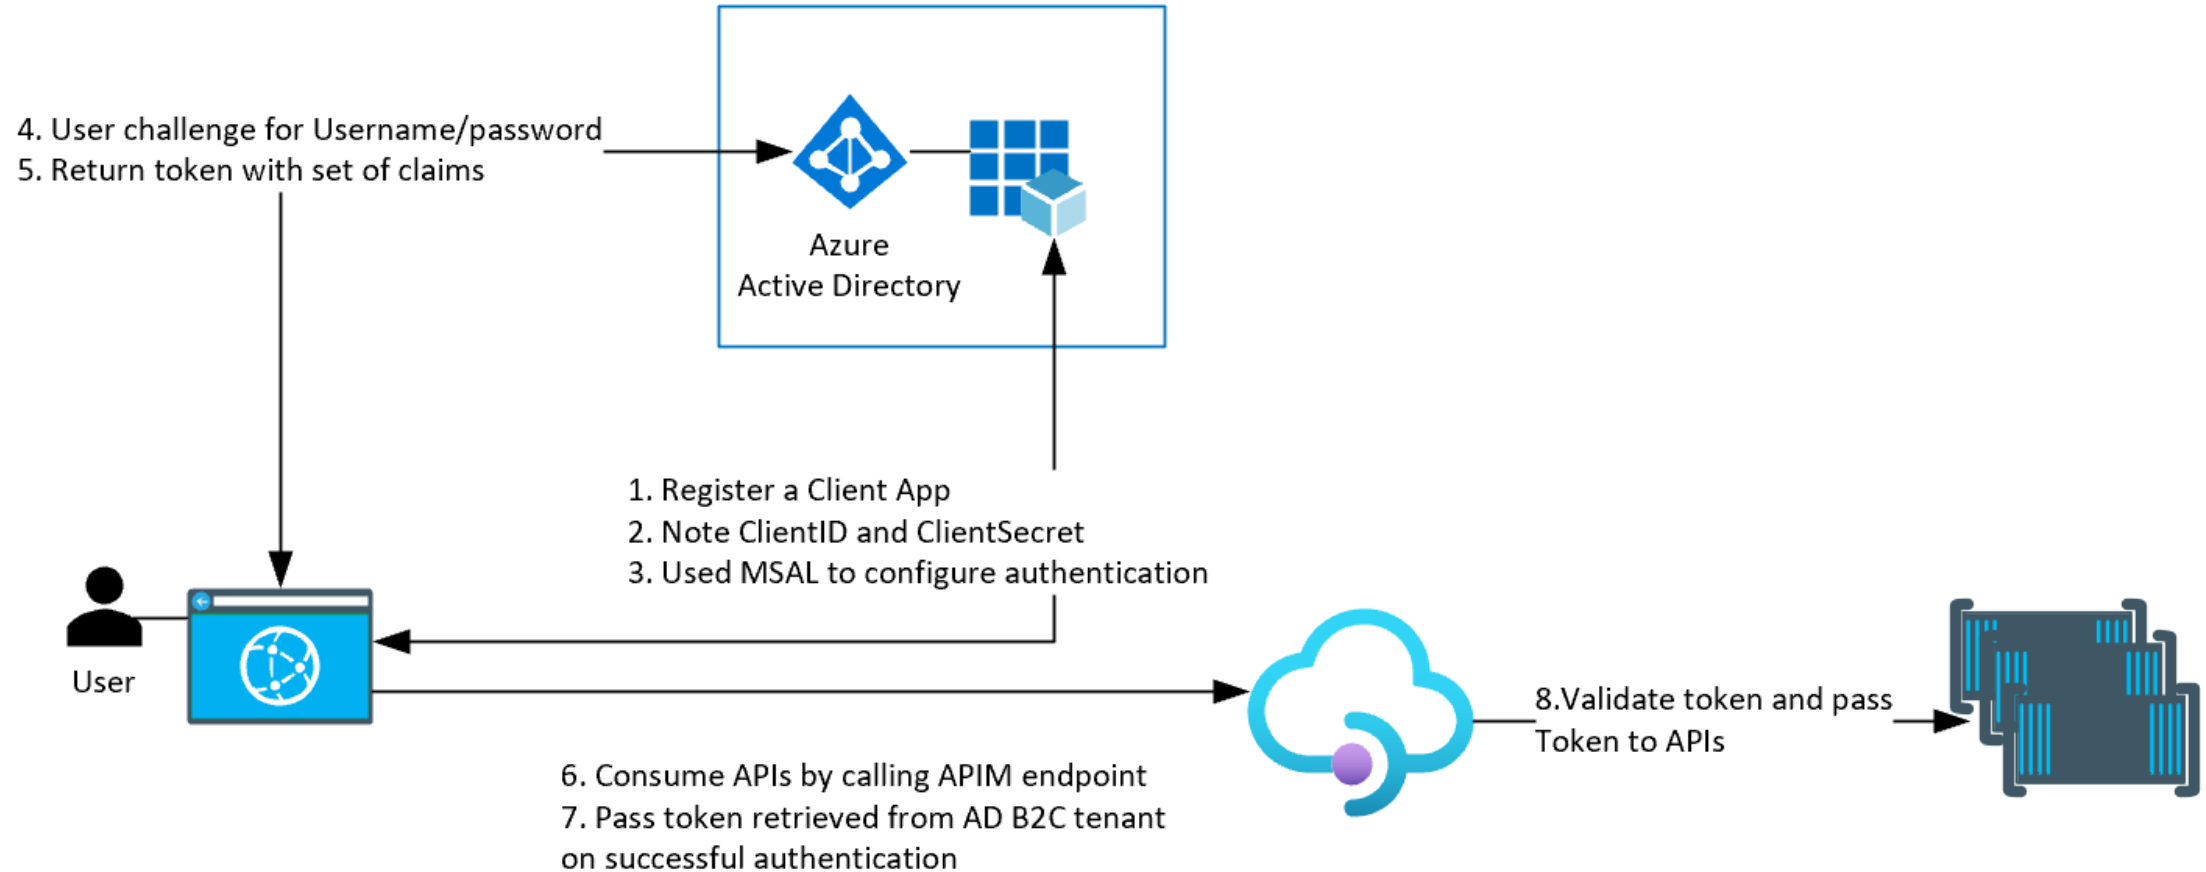 4. User challenge for Username/password
5. Return token with set of claims
Azure
Active Directory
1. Register a Client App
2. Note ClientID and ClientSecret
3. Used MSAL to configure authentication
User
8.Validate token and pass
Token to APIs
6. Consume APIs by calling APIM endpoint
7. Pass token retrieved from AD B2C tenant
on successful authentication